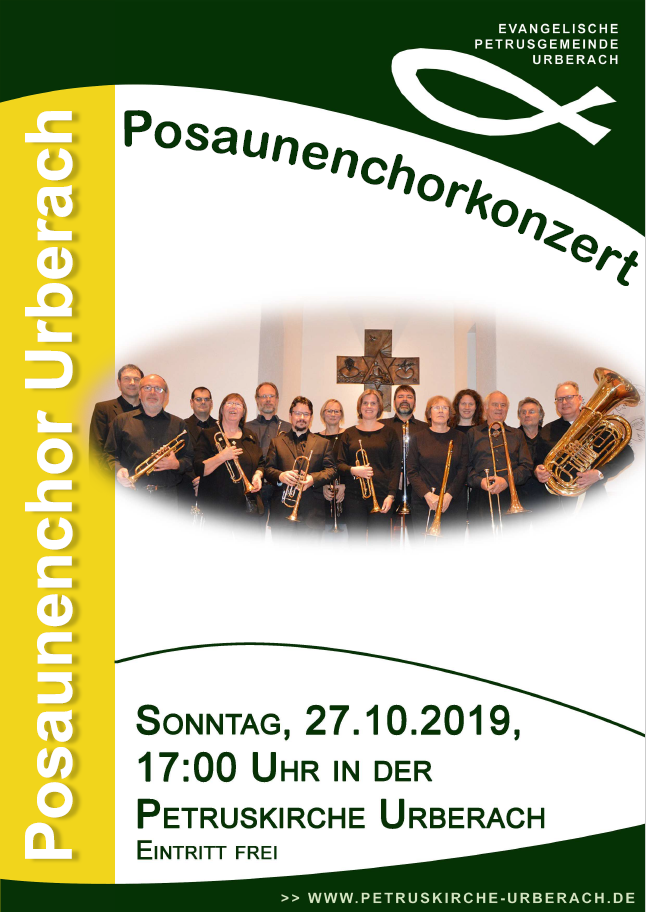 EVANGELISCHE
PETRUSGEMEINDE
URBERACH
Posaunenchorkonzert
Posaunenchor Urberach
SONNTAG, 27.10.2019,
17:00 UHR IN DER
PETRUSKIRCHE URBERACH
EINTRITT FREI
>> WWW.PETRUSKIRCHE-URBERACH.DE